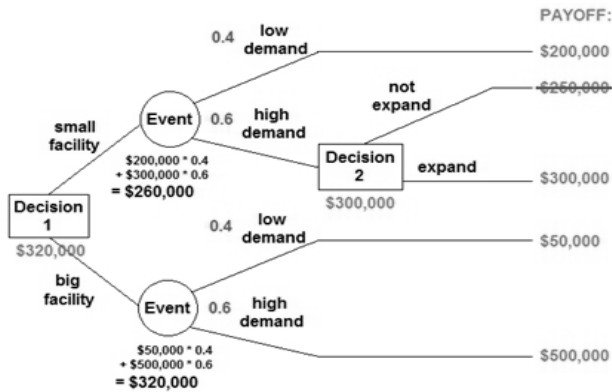 PAYOFF:
0.4
low
demand
$200,000
not
expand
$250,000
small
facility
Event
0.6
high
demand
$200,000 * 0.4
+ $300,000 * 0.6
= $260,000
Decision
2
expand
$300,000
$300,000
Decision
1
$320,000
0.4
low
demand
$50,000
big
facility
Event
0.6
high
demand
$50,000 * 0.4
+ $500,000 * 0.6
= $320,000
$500,000